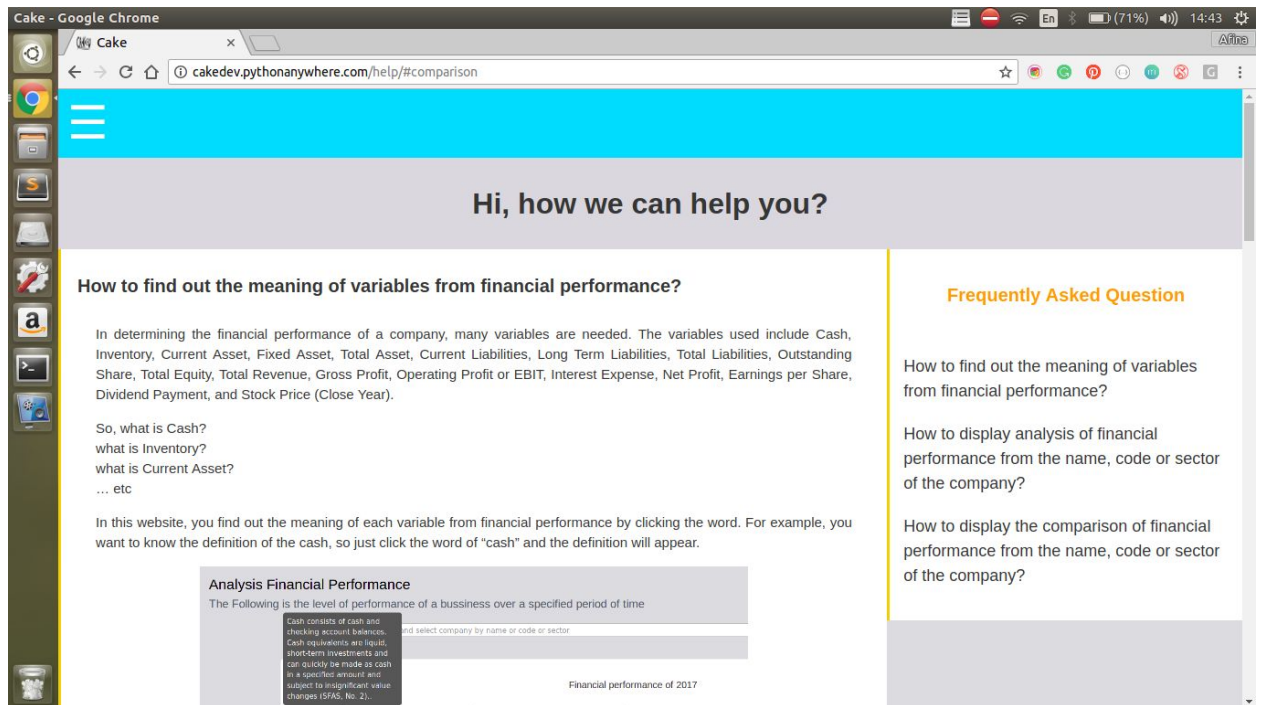 Cake - Google Chrome
En
(71%)
14:43
Cake
Afina
cakedev.pythonanywhere.com/help/#comparison
Hi, how we can help you?
How to find out the meaning of variables from financial performance?
In determining the financial performance of a company, many variables are needed. The variables used include Cash,
Inventory, Current Asset, Fixed Asset, Total Asset, Current Liabilities, Long Term Liabilities, Total Liabilities, Outstanding
Share, Total Equity, Total Revenue, Gross Profit, Operating Profit or EBIT, Interest Expense, Net Profit, Earnings per Share,
Dividend Payment, and Stock Price (Close Year).
So, what is Cash?
what is Inventory?
what is Current Asset?
… etc
In this website, you find out the meaning of each variable from financial performance by clicking the word. For example, you
want to know the definition of the cash, so just click the word of “cash” and the definition will appear.
Analysis Financial Performance
The Following is the level of performance of a bussiness over a specified period of time
and select company by name or code or sector
Cash consists of cash and
checking account balances.
Cash equivalents are liquid,
short-term investments and
can quickly be made as cash
in a specified amount and
subject to insignificant value
changes (SFAS, No. 2)..
Financial performance of 2017
Frequently Asked Question
How to find out the meaning of variables
from financial performance?
How to display analysis of financial
performance from the name, code or sector
of the company?
How to display the comparison of financial
performance from the name, code or sector
of the company?